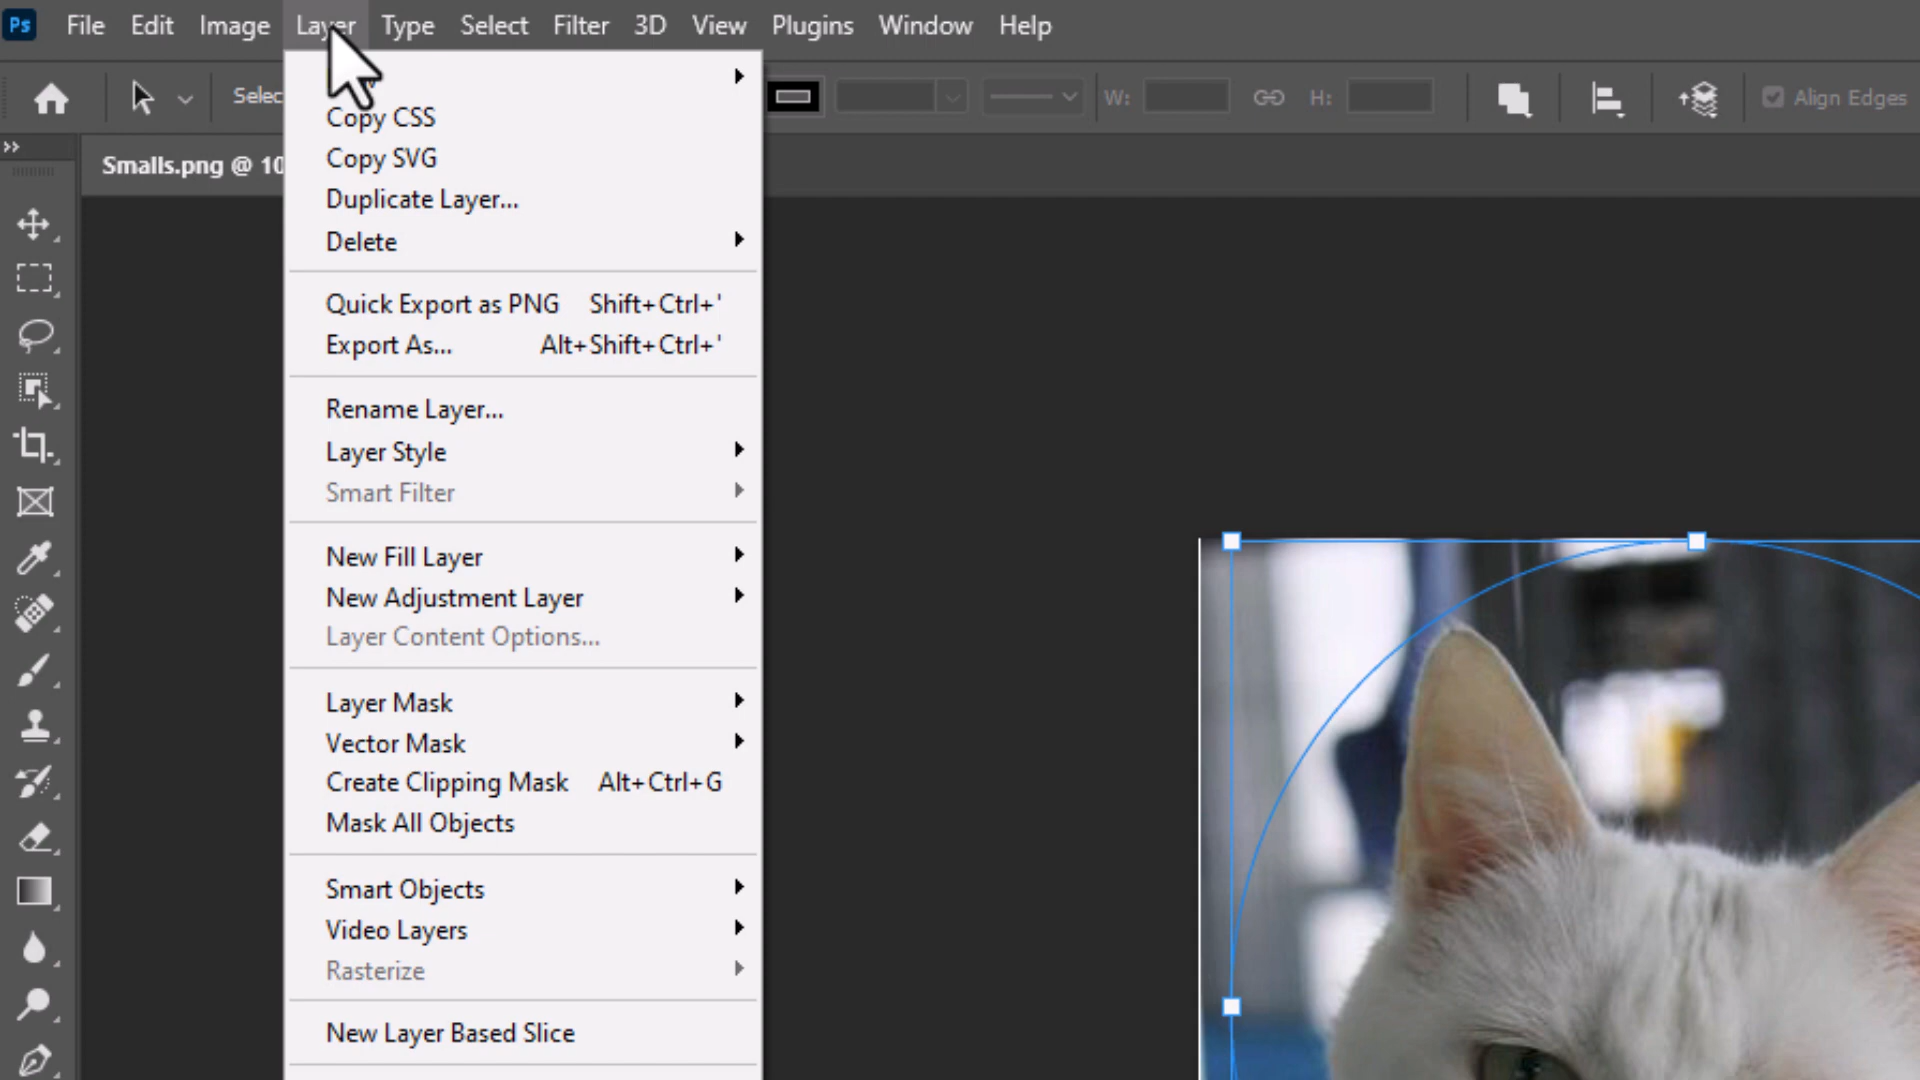 Ps File Edit Image Layer Type Select Filter 3D View Plugins Window Help
Selec W: H: Align Edges
Smalls.png @ 10
Copy CSS
Copy SVG
Duplicate Layer...
Delete
Quick Export as PNG Shift+Ctrl+'
Export As... Alt+Shift+Ctrl+'
Rename Layer...
Layer Style
Smart Filter
New Fill Layer
New Adjustment Layer
Layer Content Options...
Layer Mask
Vector Mask
Create Clipping Mask Alt+Ctrl+G
Mask All Objects
Smart Objects
Video Layers
Rasterize
New Layer Based Slice